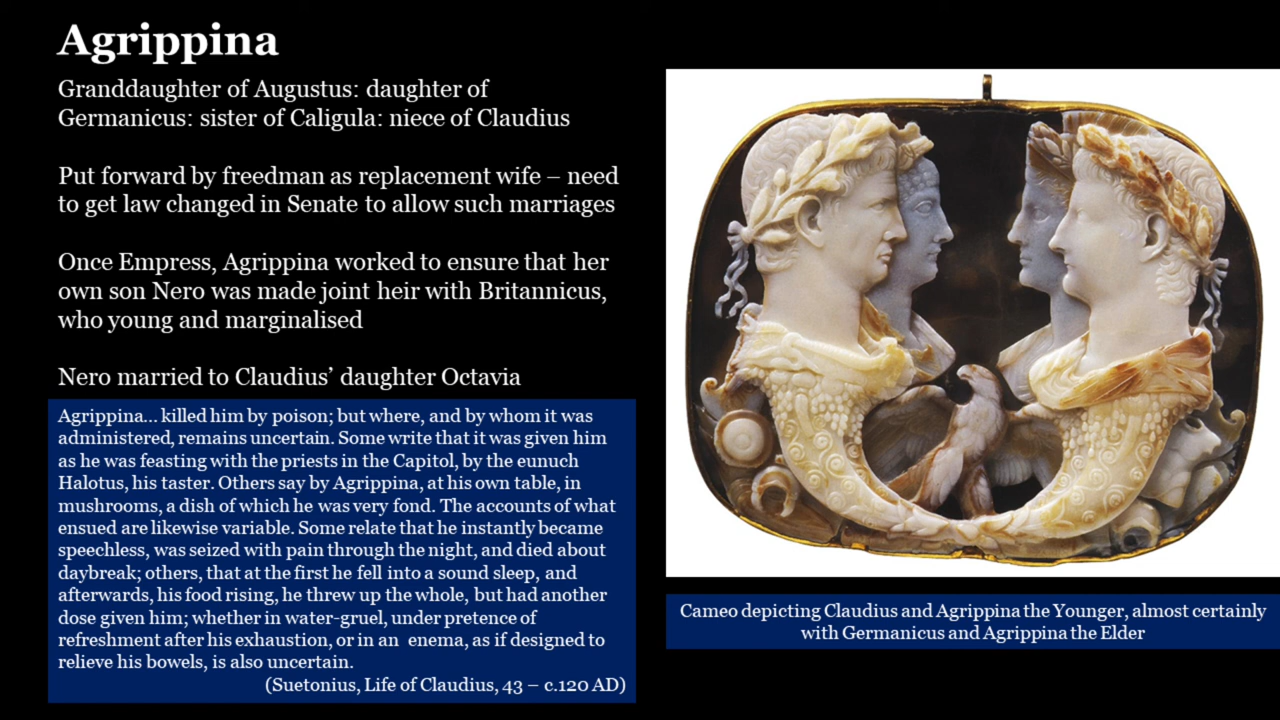 Agrippina
Granddaughter of Augustus: daughter of
Germanicus: sister of Caligula: niece of Claudius
Put forward by freedman as replacement wife – need
to get law changed in Senate to allow such marriages
Once Empress, Agrippina worked to ensure that her
own son Nero was made joint heir with Britannicus,
who young and marginalised
Nero married to Claudius’ daughter Octavia
Agrippina... killed him by poison; but where, and by whom it was
administered, remains uncertain. Some write that it was given him
as he was feasting with the priests in the Capitol, by the eunuch
Halotus, his taster. Others say by Agrippina, at his own table, in
mushrooms, a dish of which he was very fond. The accounts of what
ensued are likewise variable. Some relate that he instantly became
speechless, was seized with pain through the night, and died about
daybreak; others, that at the first he fell into a sound sleep, and
afterwards, his food rising, he threw up the whole, but had another
dose given him; whether in water-gruel, under pretence of
refreshment after his exhaustion, or in an enema, as if designed to
relieve his bowels, is also uncertain.
(Suetonius, Life of Claudius, 43 – c.120 AD)
Cameo depicting Claudius and Agrippina the Younger, almost certainly
with Germanicus and Agrippina the Elder